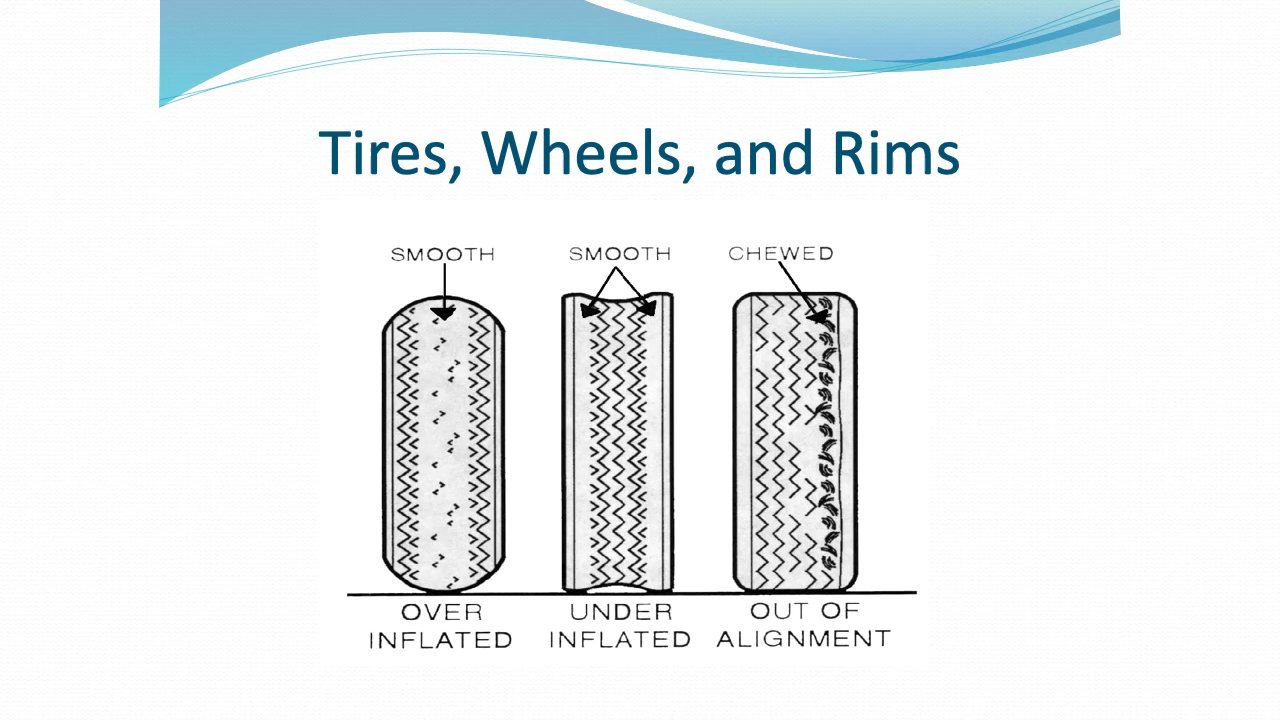 Tires, Wheels, and Rims
SMOOTH
SMOOTH
CHEWED
OVER
INFLATED
UNDER
INFLATED
OUT OF
ALIGNMENT